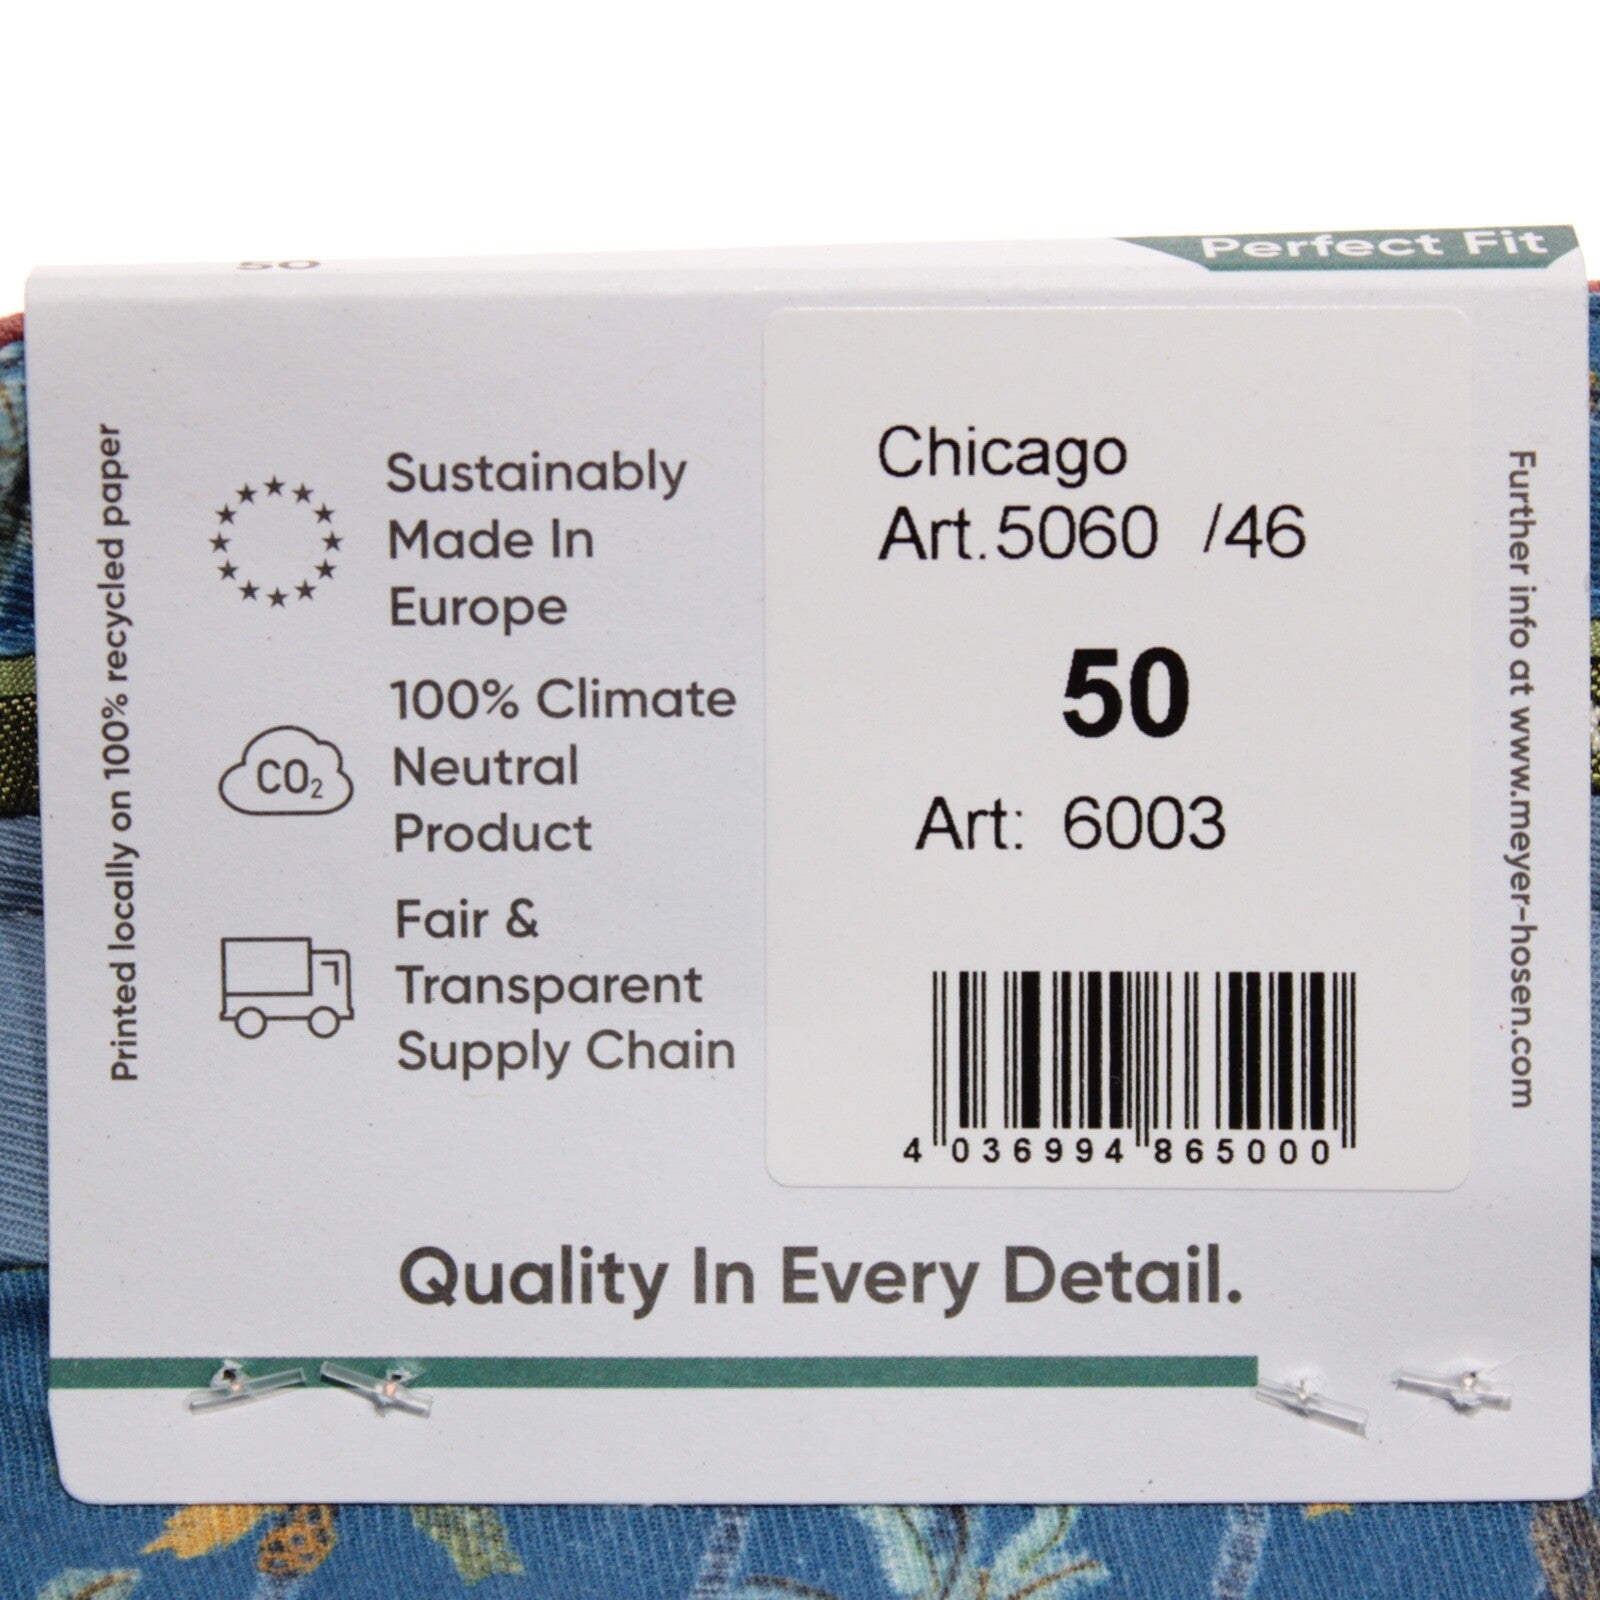 50
Perfect Fit
Printed locally on 100% recycled paper
Sustainably
Made In
Europe
CO₂
100% Climate
Neutral
Product
Fair &
Transparent
Supply Chain
Chicago
Art.5060 /46
50
Art: 6003
4 036994 865000
Further info at www.meyer-hosen.com
Quality In Every Detail.